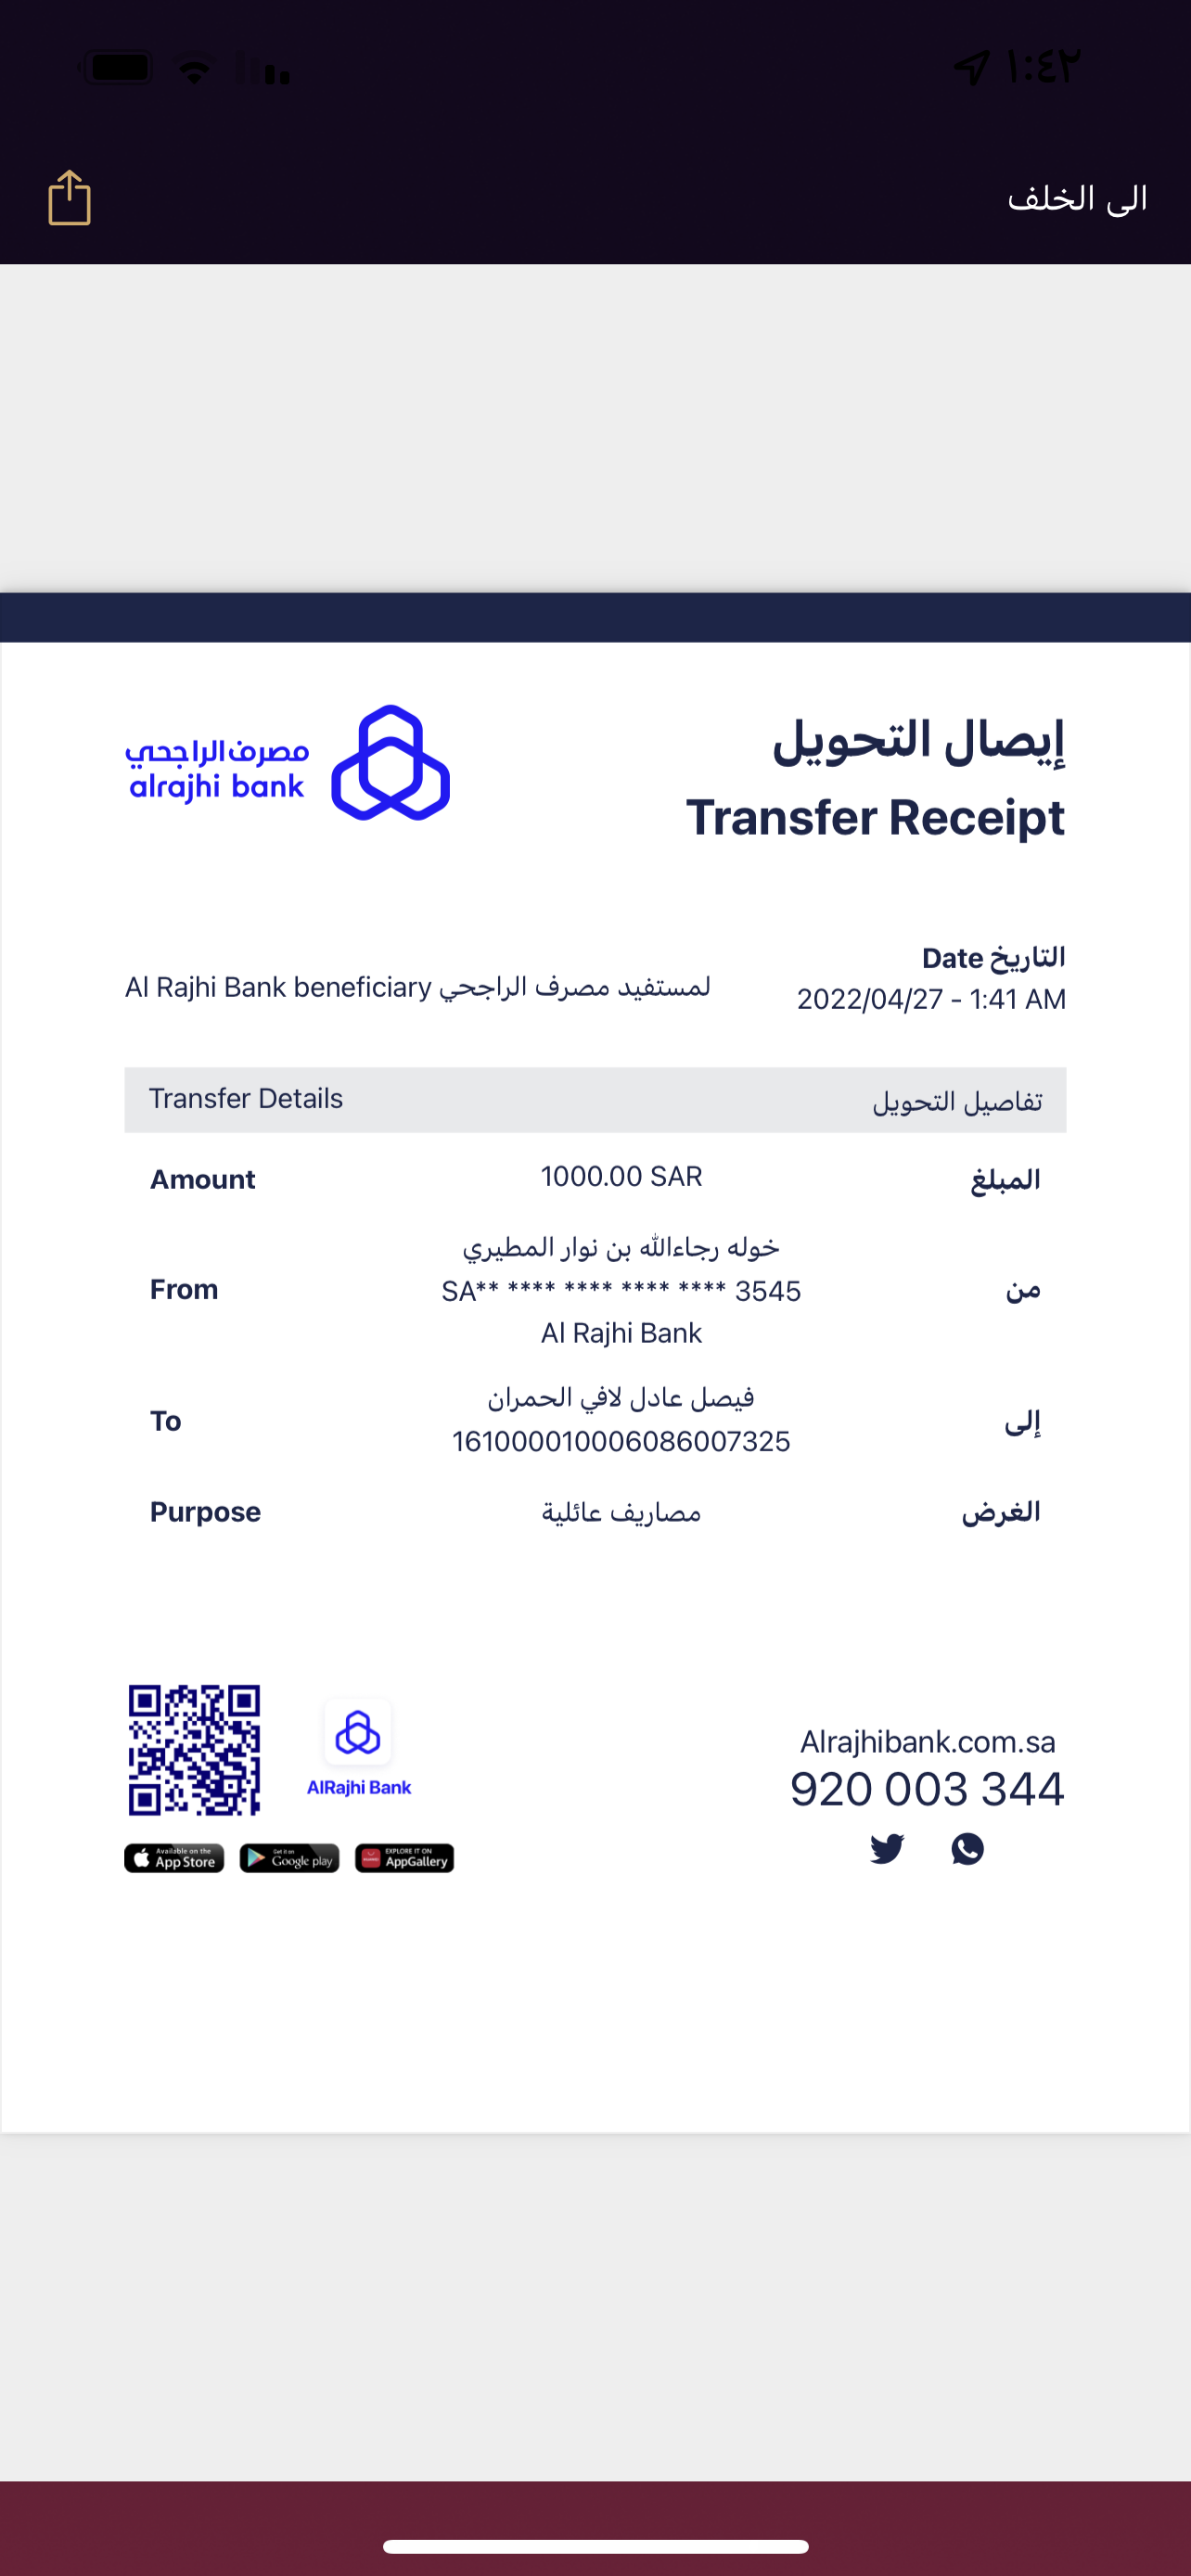 ١:٤٢
الى الخلف
إيصال التحويل
Transfer Receipt
مصرف الراجحي
alrajhi bank
التاريخ Date
2022/04/27 - 1:41 AM
Al Rajhi Bank beneficiary لمستفيد مصرف الراجحي
Transfer Details تفاصيل التحويل
Amount 1000.00 SAR المبلغ
خوله رجاءالله بن نوار المطيري
From SA** **** **** **** **** 3545 من
Al Rajhi Bank
فيصل عادل لافي الحمران
To إلى
161000010006086007325
Purpose مصاريف عائلية الغرض
AlRajhi Bank
Alrajhibank.com.sa
920 003 344
Available on the
App Store
Get it on
Google play
EXPLORE IT ON
AppGallery